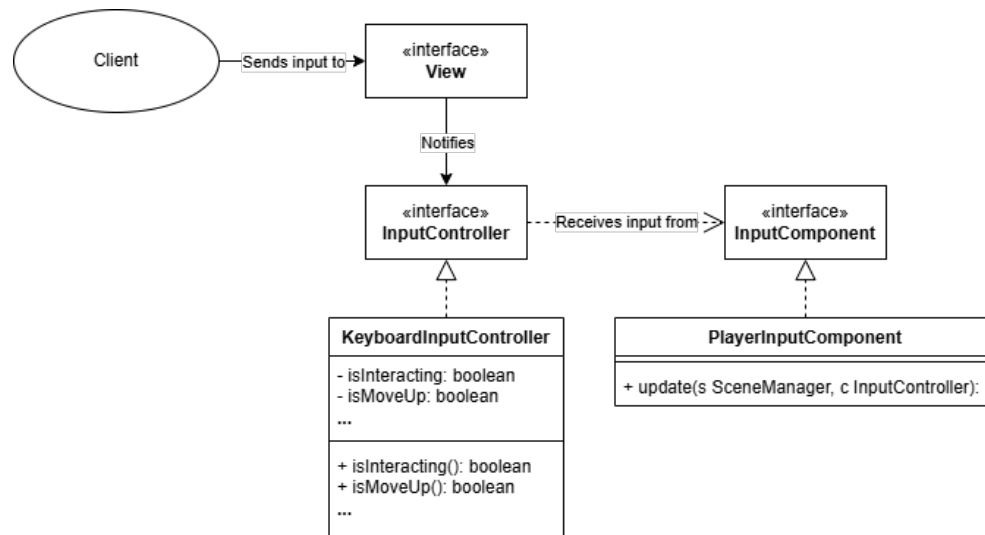 Client
Sends input to
«interface»
View
Notifies
«interface»
InputController
Receives input from
«interface»
InputComponent
KeyboardInputController
- isInteracting: boolean
- isMoveUp: boolean
...
+ isInteracting(): boolean
+ isMoveUp(): boolean
...
PlayerInputComponent
+ update(s SceneManager, c InputController):